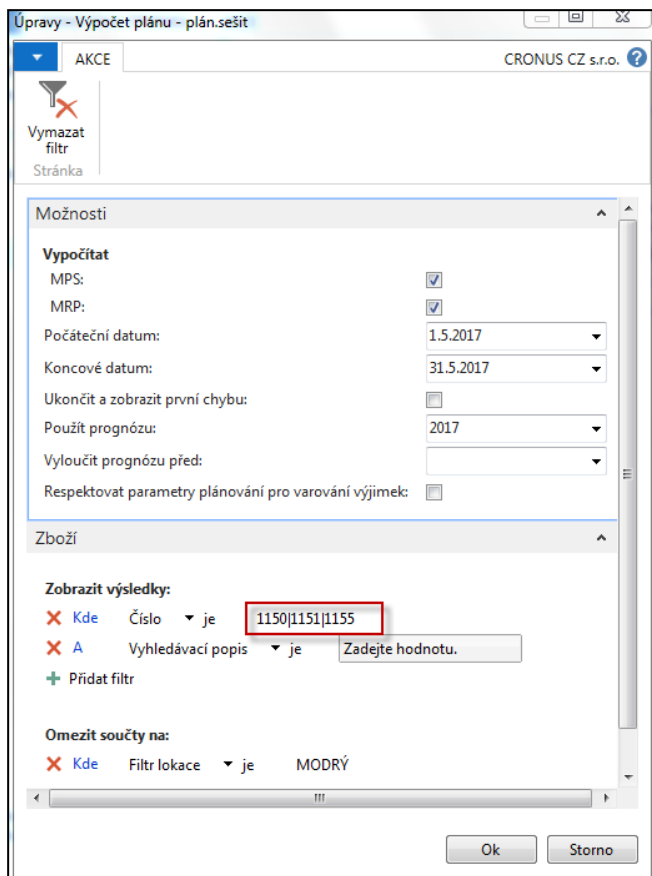 Úpravy - Výpočet plánu - plán.sešit
AKCE CRONUS CZ s.r.o.
Vymazat
filtr
Stránka
Možnosti
Vypočítat
MPS:
MRP:
Počáteční datum: 1.5.2017
Koncové datum: 31.5.2017
Ukončit a zobrazit první chybu:
Použít prognózu: 2017
Vyloučit prognózu před:
Respektovat parametry plánování pro varování výjimek:
Zboží
Zobrazit výsledky:
Kde Číslo je 1150|1151|1155
A Vyhledávací popis je Zadejte hodnotu.
Přidat filtr
Omezit součty na:
Kde Filtr lokace je MODRÝ
Ok Storno